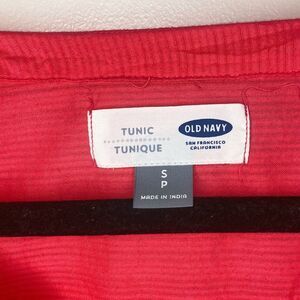 TUNIC
TUNIQUE
OLD NAVY
SAN FRANCISCO
CALIFORNIA
S
P
MADE IN INDIA